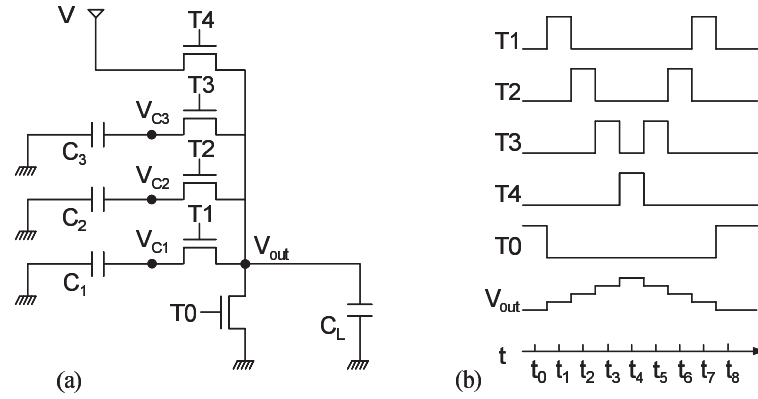 V
T4
T3
V_C3
C_3
T2
V_C2
C_2
T1
V_C1
V_out
C_1
T0
C_L
(a)
T1
T2
T3
T4
T0
V_out
t
t_0 t_1 t_2 t_3 t_4 t_5 t_6 t_7 t_8
(b)